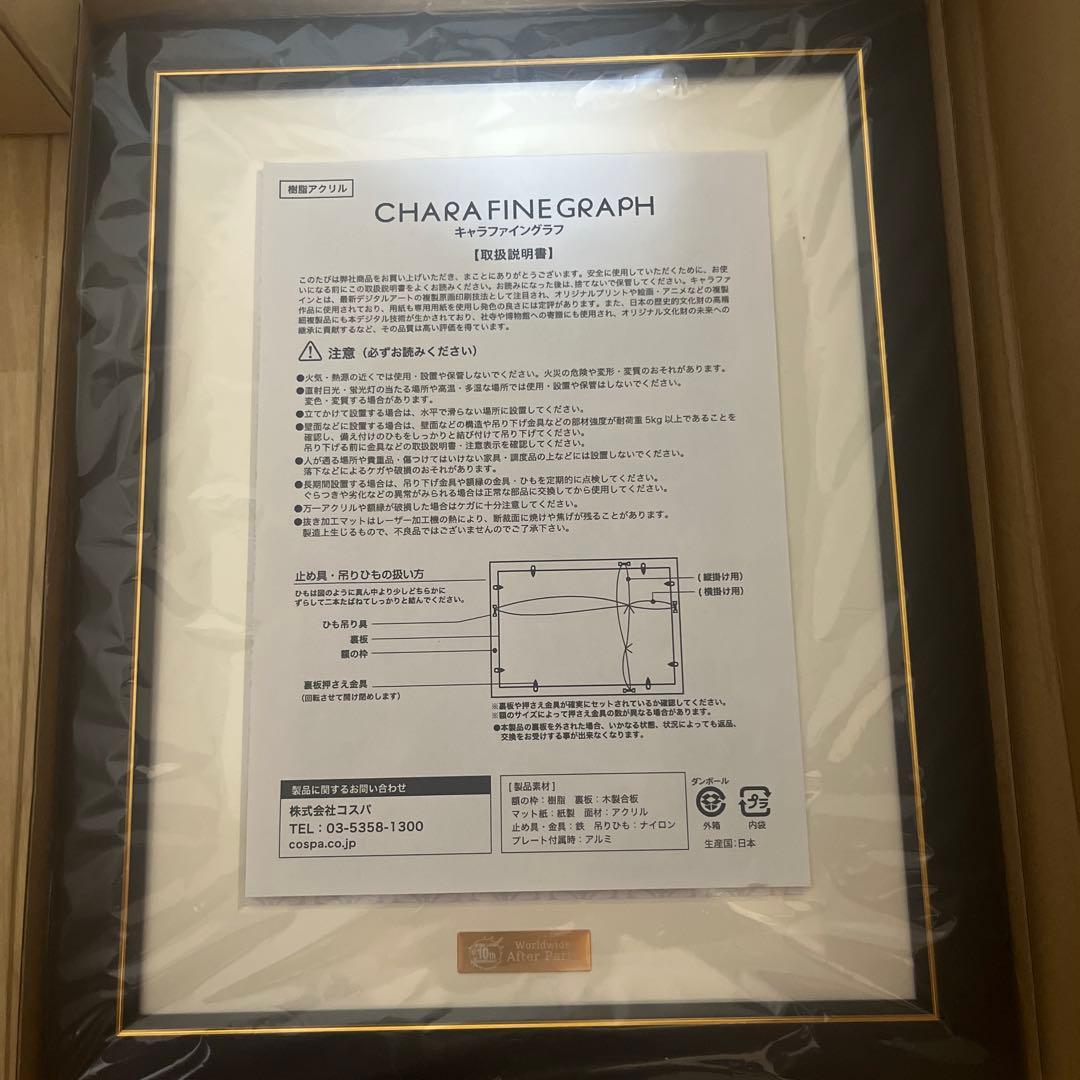 樹脂アクリル
CHARA FINE GRAPH
キャラファイングラフ
【取扱説明書】
このたびは弊社商品をお買い上げいただき、まことにありがとうございます。安全に使用していただくために、お使
いになる前にこの取扱説明書をよくお読みください。お読みになった後は、捨てないで保管してください。キャラファ
インとは、最新デジタルアートの複製原画印刷技法として注目され、オリジナルプリントや絵画・アニメなどの複製
作品に使用されており、用紙も専用用紙を使用し発色の良さには定評があります。また、日本の歴史的文化財の高精
細複製品にも本デジタル技術が生かされており、社寺や博物館への寄贈にも使用され、オリジナル文化財の未来への
継承に貢献するなど、その品質は高い評価を得ています。
注意（必ずお読みください）
●火気・熱源の近くでは使用・設置や保管しないでください。火災の危険や変形・変質のおそれがあります。
●直射日光・蛍光灯の当たる場所や高温・多湿な場所では使用・設置や保管はしないでください。
変色・変質する場合があります。
●立てかけて設置する場合は、水平で滑らない場所に設置してください。
●壁面などに設置する場合は、壁面などの構造や吊り下げ金具などの部材強度が耐荷重5kg以上であることを
確認し、備え付けのひもをしっかりと結び付けて吊り下げてください。
吊り下げる前に金具などの取扱説明書・注意表示を確認してください。
●人が通る場所や貴重品・傷つけてはいけない家具・調度品の上などには設置しないでください。
落下などによるケガや破損のおそれがあります。
●長期間設置する場合は、吊り下げ金具や額縁の金具・ひもを定期的に点検してください。
ぐらつきや劣化などの異常がみられる場合は正常な部品に交換してから使用してください。
●万一アクリルや額縁が破損した場合はケガに十分注意してください。
●抜き加工マットはレーザー加工機の熱により、断裁面に焼けや焦げが残ることがあります。
製造上生じるもので、不良品ではございませんのでご了承下さい。
止め具・吊りひもの扱い方
ひもは図のように真ん中より少しどちらかに
ずらして二本たばねてしっかりと結んでください。
(縦掛け用)
(横掛け用)
ひも吊り具
裏板
額の枠
裏板押さえ金具
(回転させて開け閉めします)
※裏板や押さえ金具が確実にセットされているか確認してください。
※額のサイズによって押さえ金具の数が異なる場合があります。
●本製品の裏板を外された場合、いかなる状態、状況によっても返品、
交換をお受けする事が出来なくなります。
製品に関するお問い合わせ
株式会社コスパ
TEL：03-5358-1300
cospa.co.jp
[製品素材]
額の枠：樹脂 裏板：木製合板
マット紙：紙製 面材：アクリル
止め具・金具：鉄 吊りひも：ナイロン
プレート付属時：アルミ
ダンボール
外箱
プラ
内袋
生産国：日本
10th
Worldwide
After Party